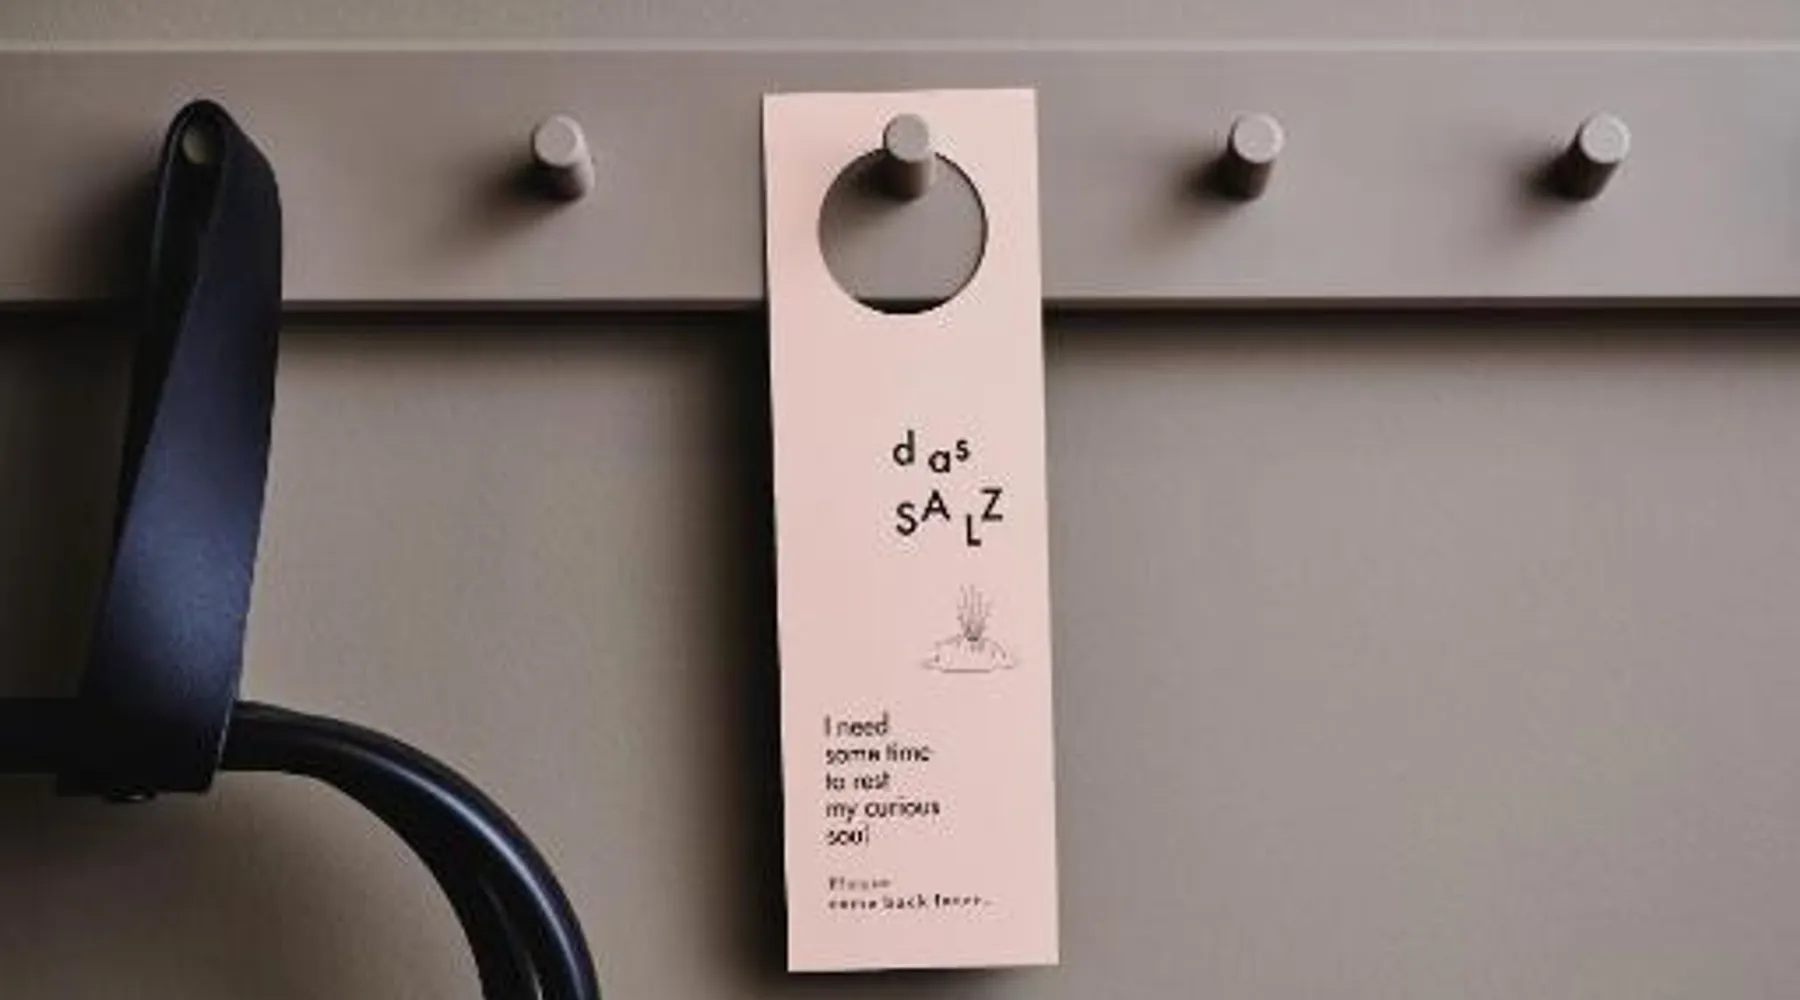 das
SALZ
I need
some time
to rest
my curious
soul
Please
come back later.